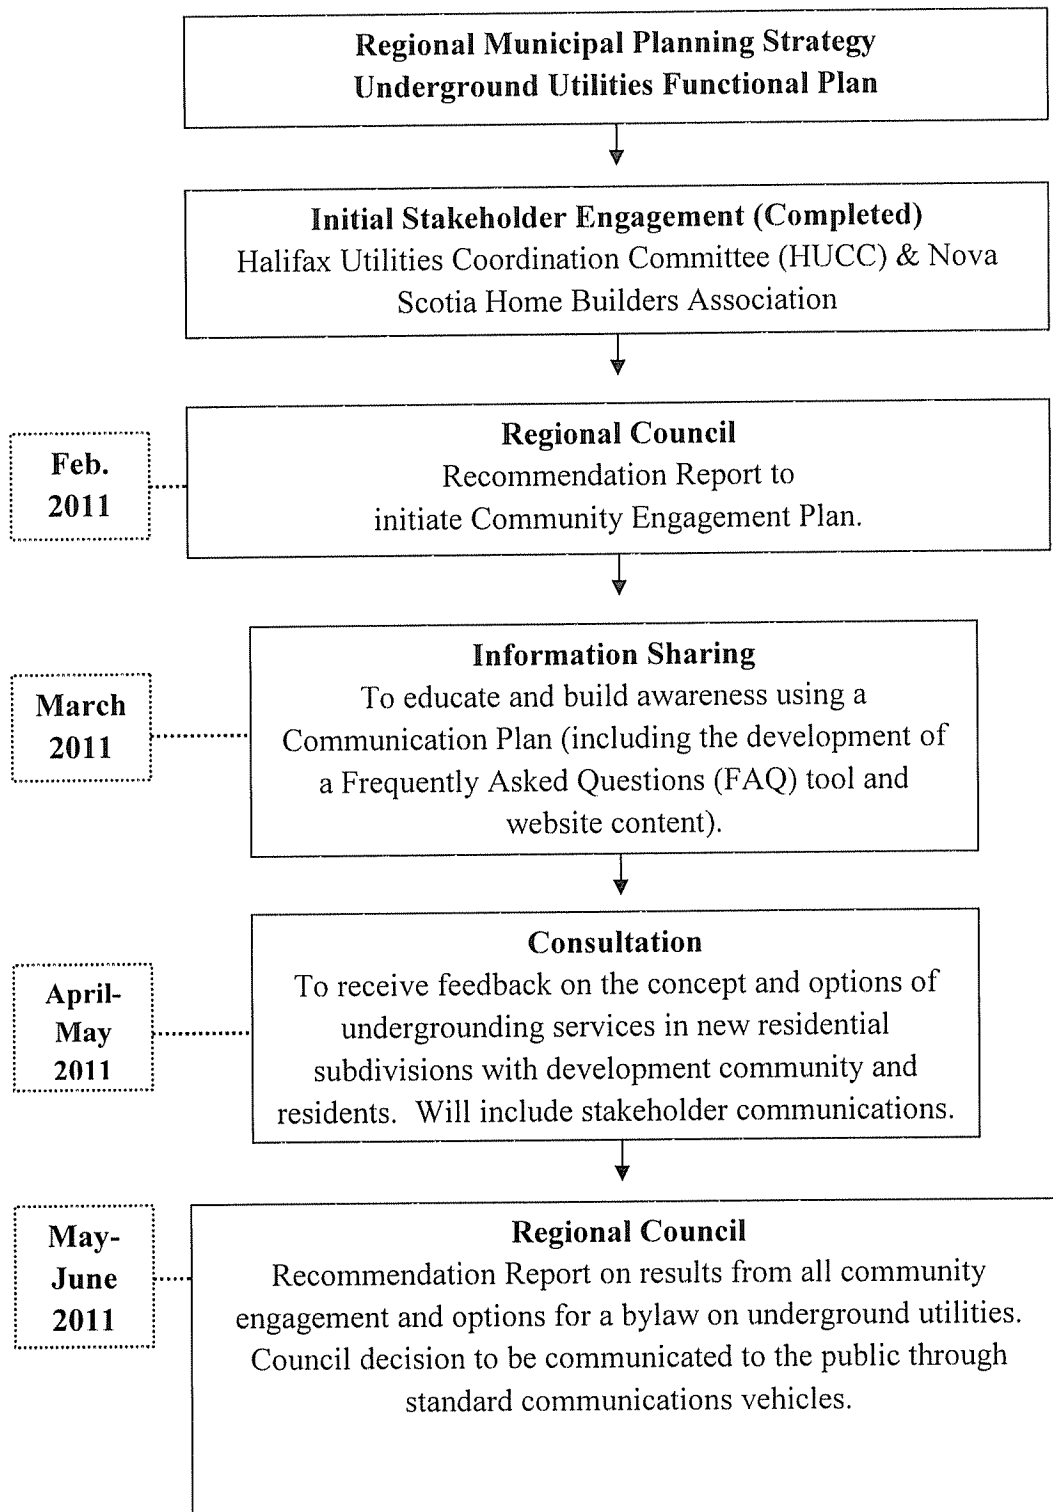 Regional Municipal Planning Strategy
Underground Utilities Functional Plan
Initial Stakeholder Engagement (Completed)
Halifax Utilities Coordination Committee (HUCC) & Nova
Scotia Home Builders Association
Feb.
2011
Regional Council
Recommendation Report to
initiate Community Engagement Plan.
March
2011
Information Sharing
To educate and build awareness using a
Communication Plan (including the development of
a Frequently Asked Questions (FAQ) tool and
website content).
April-
May
2011
Consultation
To receive feedback on the concept and options of
undergrounding services in new residential
subdivisions with development community and
residents. Will include stakeholder communications.
May-
June
2011
Regional Council
Recommendation Report on results from all community
engagement and options for a bylaw on underground utilities.
Council decision to be communicated to the public through
standard communications vehicles.